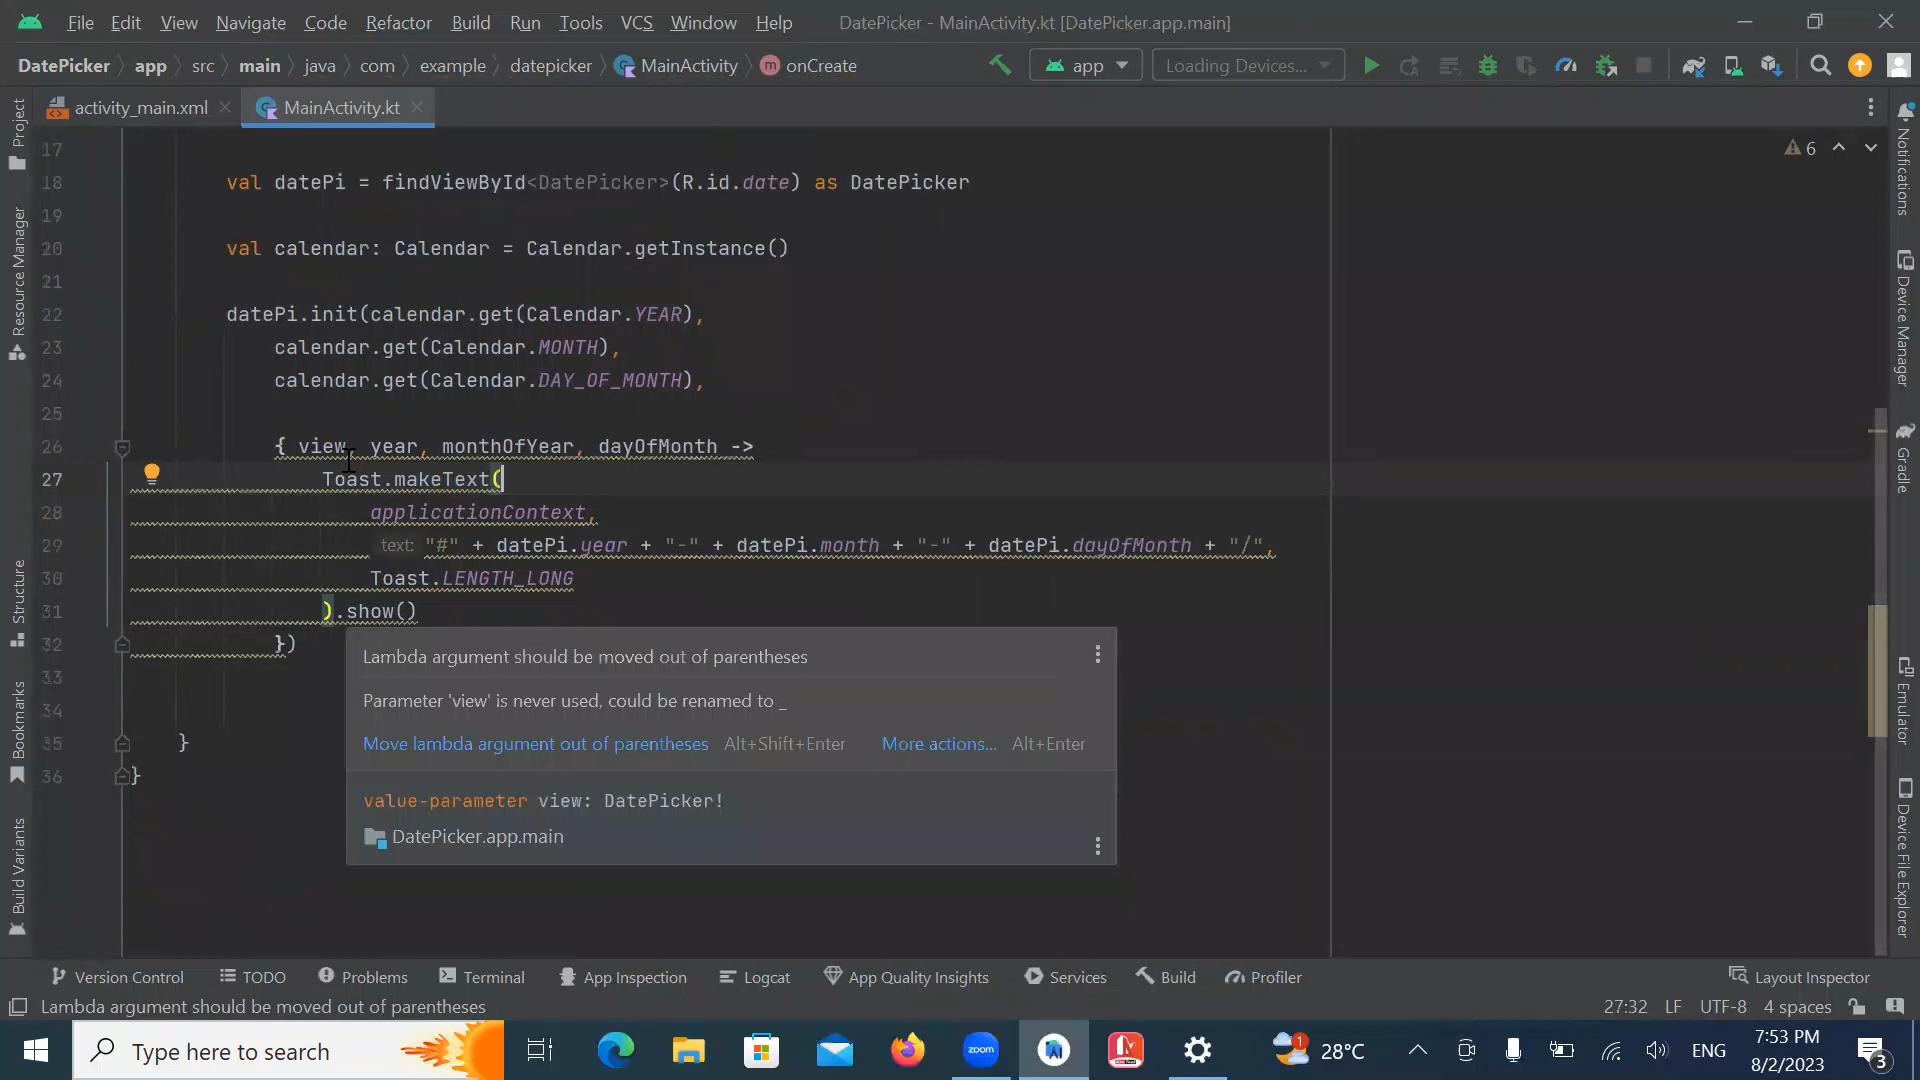 File Edit View Navigate Code Refactor Build Run Tools VCS Window Help DatePicker - MainActivity.kt [DatePicker.app.main]
DatePicker app src main java com example datepicker MainActivity onCreate app Loading Devices...
activity_main.xml MainActivity.kt
17
18 val datePi = findViewById<DatePicker>(R.id.date) as DatePicker
19
20 val calendar: Calendar = Calendar.getInstance()
21
22 datePi.init(calendar.get(Calendar.YEAR),
23 calendar.get(Calendar.MONTH),
24 calendar.get(Calendar.DAY_OF_MONTH),
25
26 { view, year, monthOfYear, dayOfMonth ->
27 Toast.makeText(
28 applicationContext,
29 text: "#" + datePi.year + "-" + datePi.month + "-" + datePi.dayOfMonth + "/",
30 Toast.LENGTH_LONG
31 ).show()
32 })
33
34
35 }
36 }
6
Lambda argument should be moved out of parentheses
Parameter 'view' is never used, could be renamed to _
Move lambda argument out of parentheses Alt+Shift+Enter More actions... Alt+Enter
value-parameter view: DatePicker!
DatePicker.app.main
Project
Resource Manager
Structure
Bookmarks
Build Variants
Notifications
Device Manager
Gradle
Emulator
Device File Explorer
Version Control TODO Problems Terminal App Inspection Logcat App Quality Insights Services Build Profiler Layout Inspector
Lambda argument should be moved out of parentheses 27:32 LF UTF-8 4 spaces
Type here to search zoom 1 28°C ENG 7:53 PM 3
8/2/2023